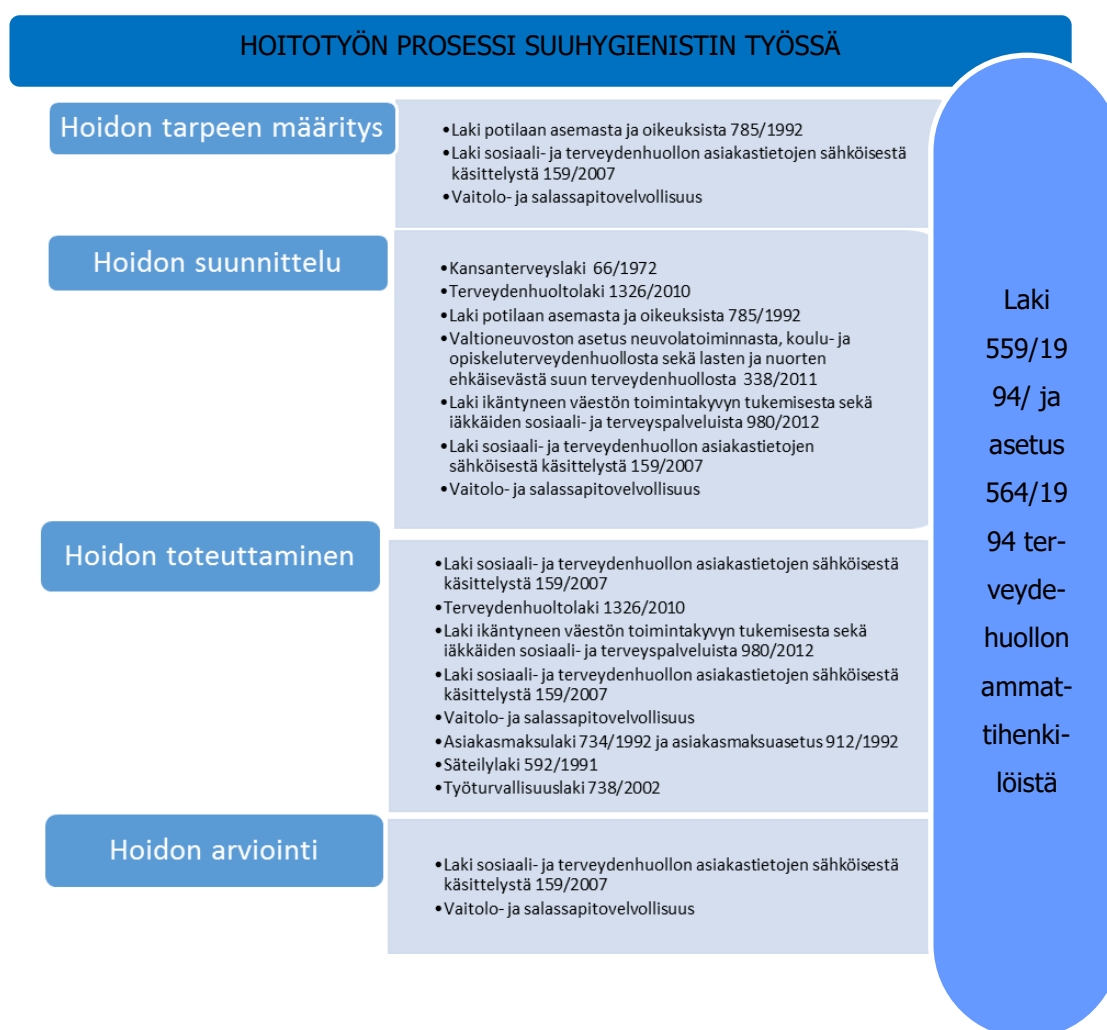 HOITOTYÖN PROSESSI SUUHYGIENISTIN TYÖSSÄ
Hoidon tarpeen määritys
•Laki potilaan asemasta ja oikeuksista 785/1992
•Laki sosiaali- ja terveydenhuollon asiakastietojen sähköisestä
käsittelystä 159/2007
•Vaitolo- ja salassapitovelvollisuus
Hoidon suunnittelu
•Kansanterveyslaki 66/1972
•Terveydenhuoltolaki 1326/2010
•Laki potilaan asemasta ja oikeuksista 785/1992
•Valtioneuvoston asetus neuvolatoiminnasta, koulu- ja
opiskeluterveydenhuollosta sekä lasten ja nuorten
ehkäisevästä suun terveydenhuollosta 338/2011
•Laki ikäntyneen väestön toimintakyvyn tukemisesta sekä
iäkkäiden sosiaali- ja terveyspalveluista 980/2012
•Laki sosiaali- ja terveydenhuollon asiakastietojen
sähköisestä käsittelystä 159/2007
•Vaitolo- ja salassapitovelvollisuus
Hoidon toteuttaminen
•Laki sosiaali- ja terveydenhuollon asiakastietojen sähköisestä
käsittelystä 159/2007
•Terveydenhuoltolaki 1326/2010
•Laki ikäntyneen väestön toimintakyvyn tukemisesta sekä
iäkkäiden sosiaali- ja terveyspalveluista 980/2012
•Laki sosiaali- ja terveydenhuollon asiakastietojen sähköisestä
käsittelystä 159/2007
•Vaitolo- ja salassapitovelvollisuus
•Asiakasmaksulaki 734/1992 ja asiakasmaksuasetus 912/1992
•Säteilylaki 592/1991
•Työturvallisuuslaki 738/2002
Hoidon arviointi
•Laki sosiaali- ja terveydenhuollon asiakastietojen sähköisestä
käsittelystä 159/2007
•Vaitolo- ja salassapitovelvollisuus
Laki
559/19
94/ ja
asetus
564/19
94 ter-
veyde-
huollon
ammat-
tihenki-
löistä